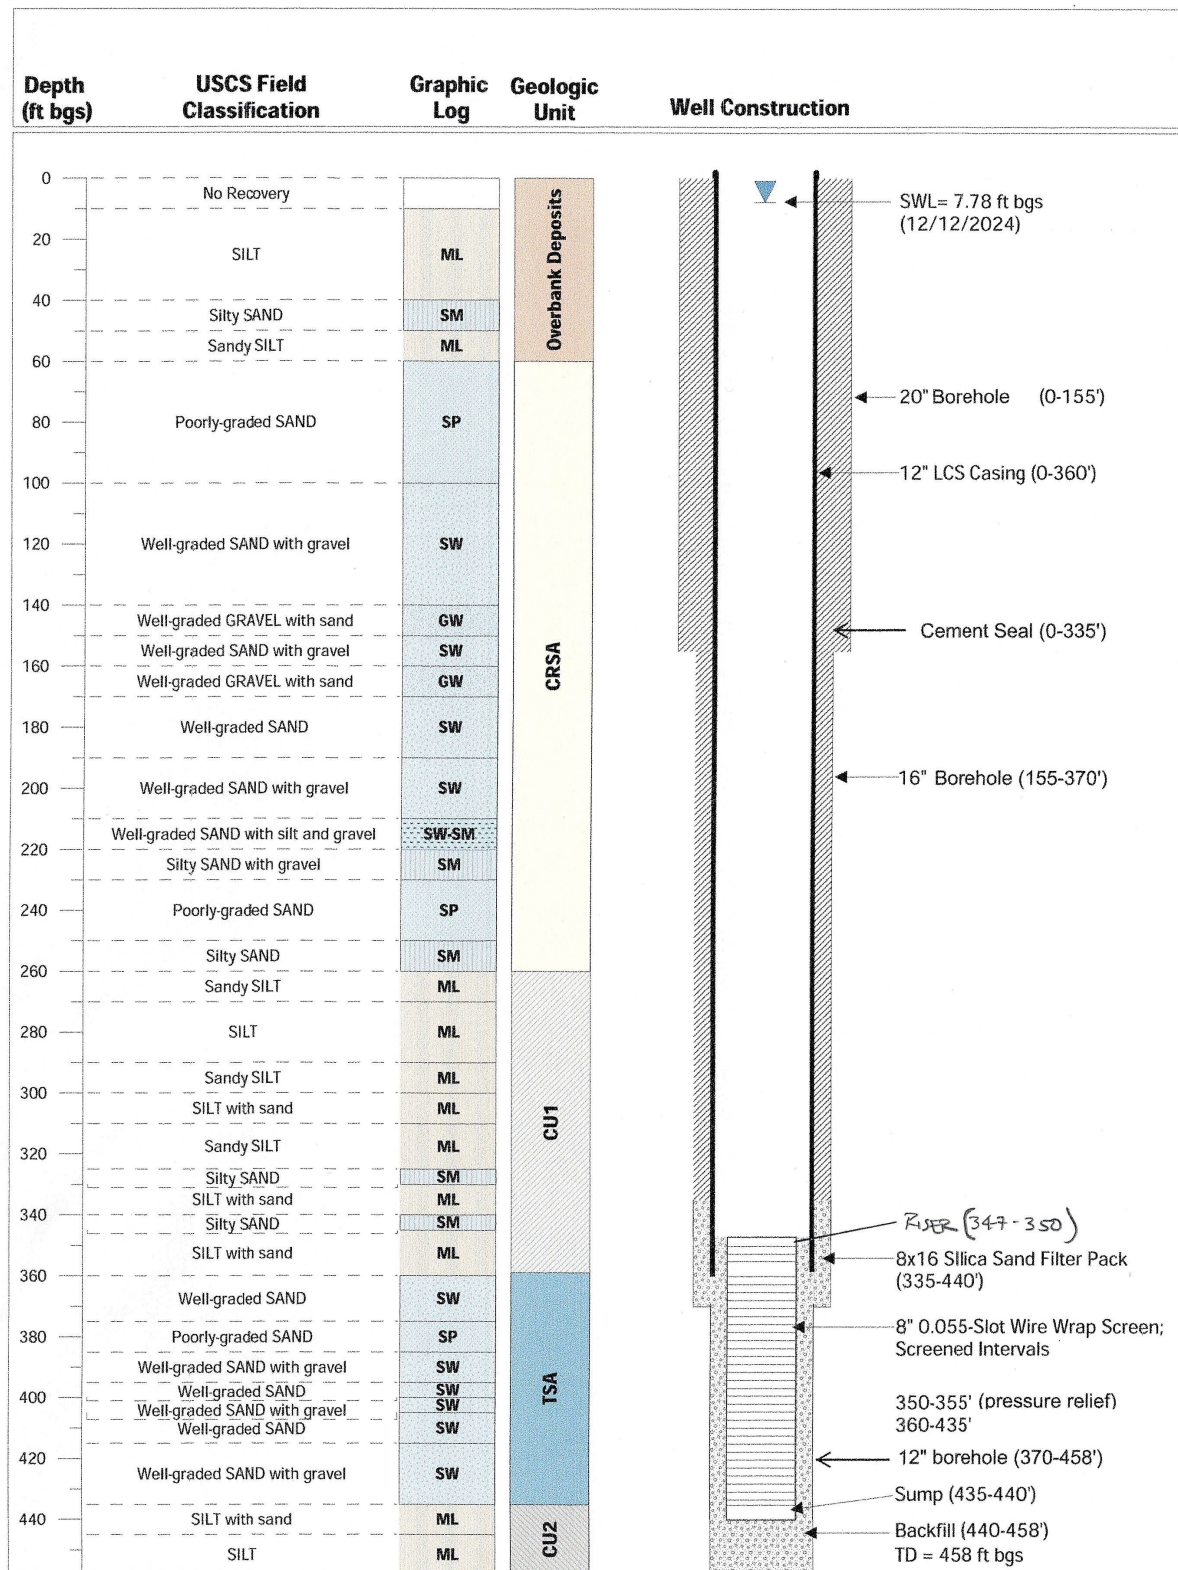 Depth
(ft bgs)
USCS Field
Classification
Graphic
Log
Geologic
Unit
Well Construction
0
20
40
60
80
100
120
140
160
180
200
220
240
260
280
300
320
340
360
380
400
420
440
No Recovery
SILT
Silty SAND
Sandy SILT
Poorly-graded SAND
Well-graded SAND with gravel
Well-graded GRAVEL with sand
Well-graded SAND with gravel
Well-graded GRAVEL with sand
Well-graded SAND
Well-graded SAND with gravel
Well-graded SAND with silt and gravel
Silty SAND with gravel
Poorly-graded SAND
Silty SAND
Sandy SILT
SILT
Sandy SILT
SILT with sand
Sandy SILT
Silty SAND
SILT with sand
Silty SAND
SILT with sand
Well-graded SAND
Poorly-graded SAND
Well-graded SAND with gravel
Well-graded SAND
Well-graded SAND with gravel
Well-graded SAND
Well-graded SAND with gravel
SILT with sand
SILT
ML
SM
ML
SP
SW
GW
SW
GW
SW
SW
SW-SM
SM
SP
SM
ML
ML
ML
ML
ML
SM
ML
SM
ML
SW
SP
SW
SW
SW
SW
SW
ML
ML
Overbank Deposits
CRSA
CU1
TSA
CU2
SWL= 7.78 ft bgs
(12/12/2024)
20" Borehole (0-155')
12" LCS Casing (0-360')
Cement Seal (0-335')
16" Borehole (155-370')
RISER (347-350)
8x16 SIlica Sand Filter Pack
(335-440')
8" 0.055-Slot Wire Wrap Screen;
Screened Intervals
350-355' (pressure relief)
360-435'
12" borehole (370-458')
Sump (435-440')
Backfill (440-458')
TD = 458 ft bgs